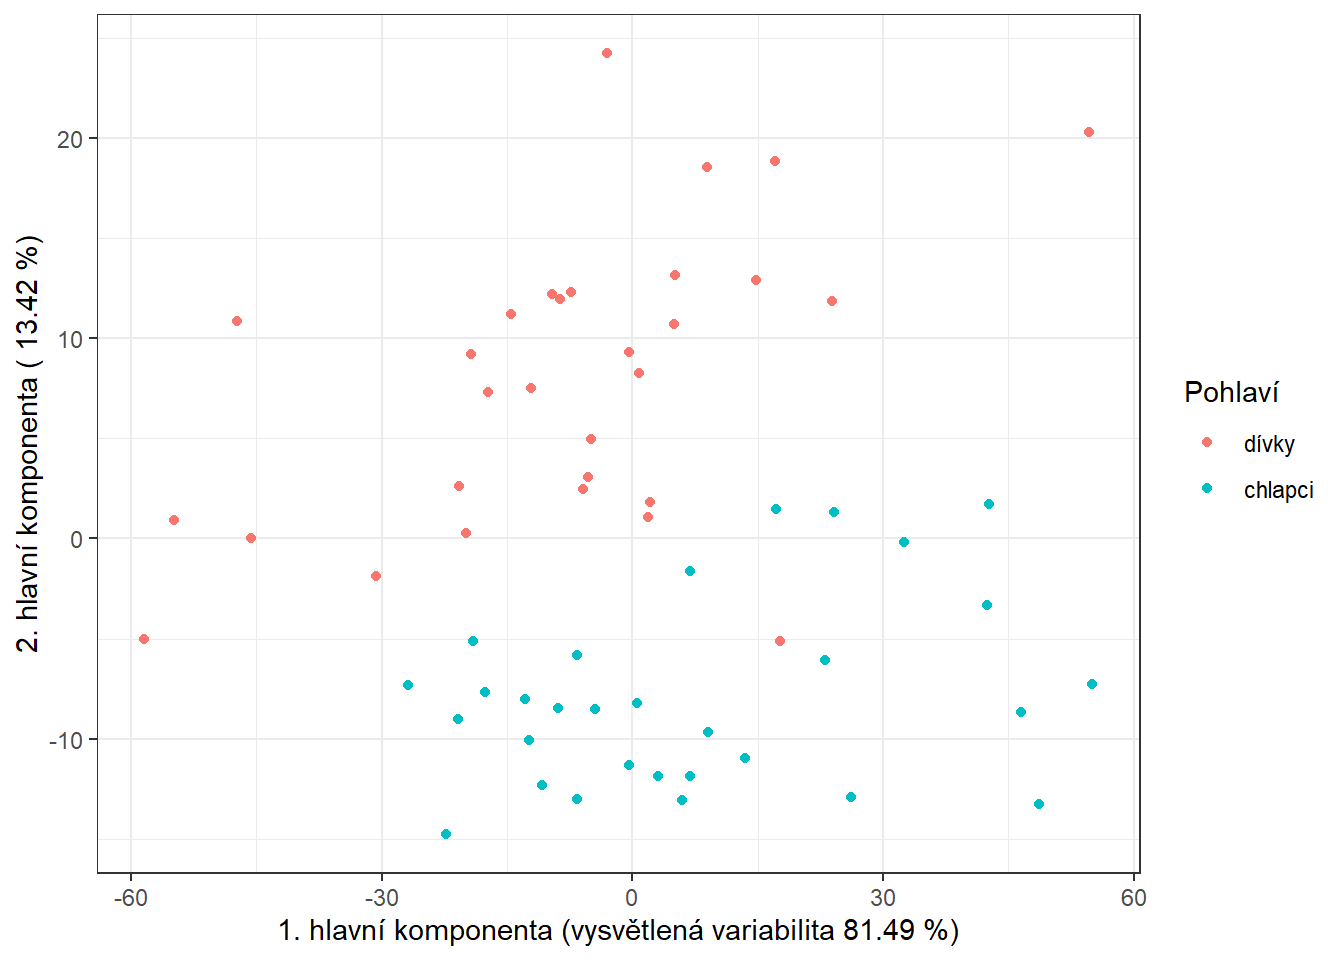 20
10
0
-10
-60
-30
0
30
60
1. hlavní komponenta (vysvětlená variabilita 81.49 %)
2. hlavní komponenta ( 13.42 %)
Pohlaví
dívky
chlapci